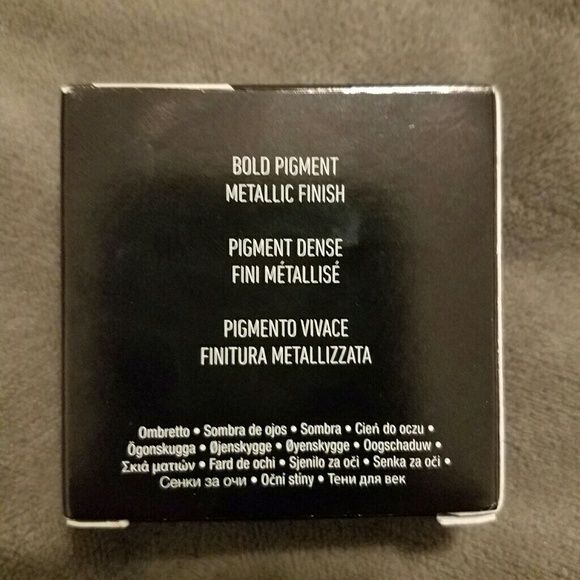 BOLD PIGMENT
METALLIC FINISH
PIGMENT DENSE
FINI MÉTALLISÉ
PIGMENTO VIVACE
FINITURA METALLIZZATA
Ombretto • Sombra de ojos • Sombra • Cień do oczu •
Ögonskugga • Øjenskygge • Øyenskygge • Oogschaduw •
Σκιά ματιών • Fard de ochi • Sjenilo za oči • Senka za oči •
Сенки за очи • Očni stiny • Тени для век